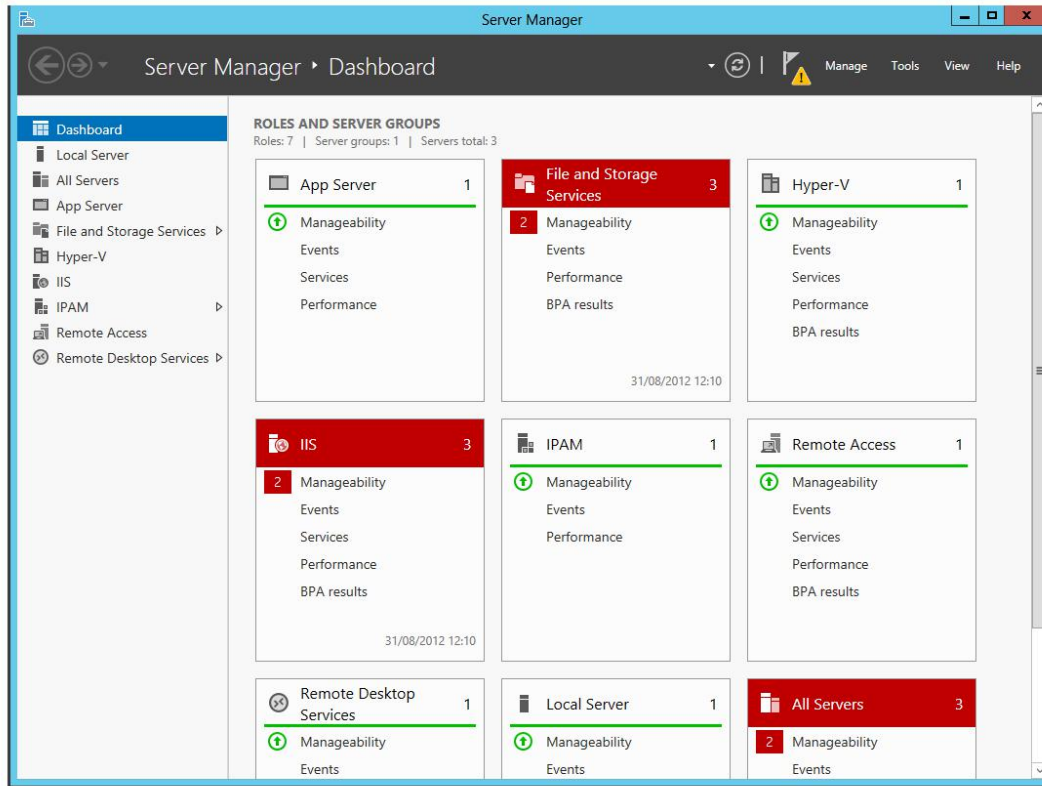 Server Manager
Server Manager • Dashboard
Manage Tools View Help
Dashboard
Local Server
All Servers
App Server
File and Storage Services
Hyper-V
IIS
IPAM
Remote Access
Remote Desktop Services
ROLES AND SERVER GROUPS
Roles: 7 | Server groups: 1 | Servers total: 3
App Server 1
Manageability
Events
Services
Performance
File and Storage
Services 3
2 Manageability
Events
Performance
BPA results
31/08/2012 12:10
Hyper-V 1
Manageability
Events
Services
Performance
BPA results
IIS 3
2 Manageability
Events
Services
Performance
BPA results
31/08/2012 12:10
IPAM 1
Manageability
Events
Performance
Remote Access 1
Manageability
Events
Services
Performance
BPA results
Remote Desktop
Services 1
Manageability
Events
Local Server 1
Manageability
Events
All Servers 3
2 Manageability
Events